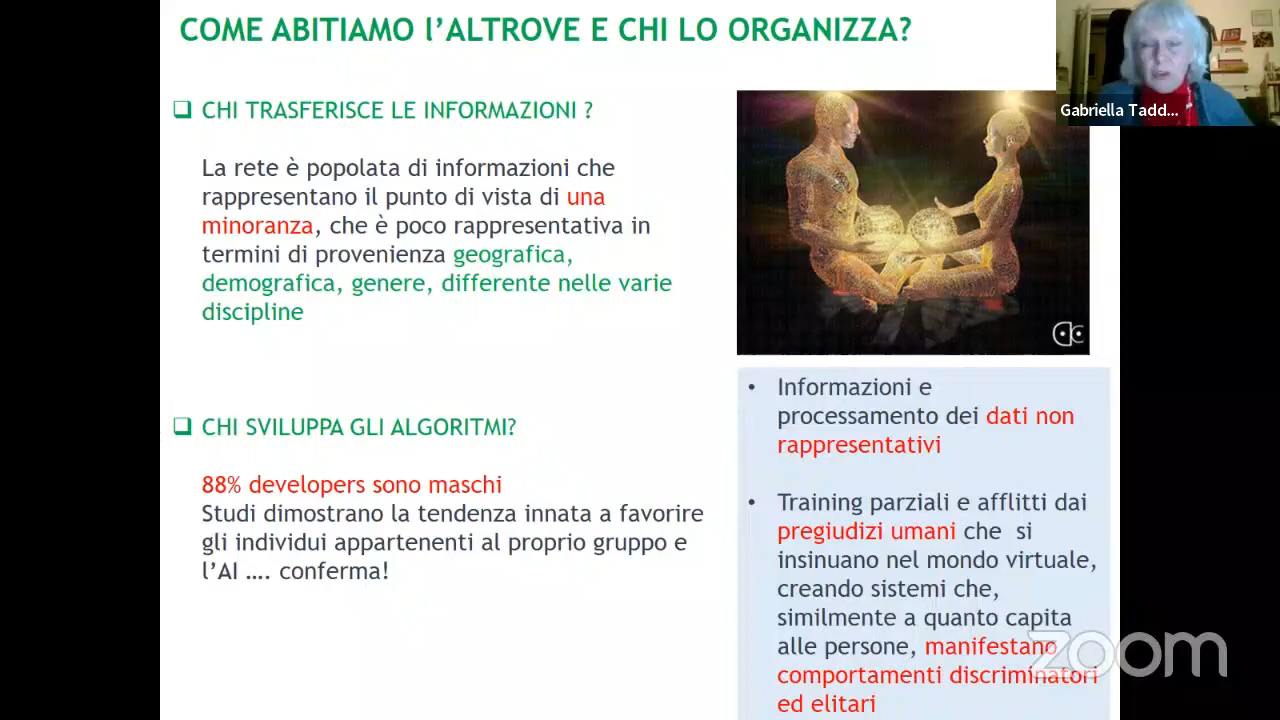 COME ABITIAMO l'ALTROVE E CHI LO ORGANIZZA?
CHI TRASFERISCE LE INFORMAZIONI ?
La rete è popolata di informazioni che
rappresentano il punto di vista di una
minoranza, che è poco rappresentativa in
termini di provenienza geografica,
demografica, genere, differente nelle varie
discipline
CHI SVILUPPA GLI ALGORITMI?
88% developers sono maschi
Studi dimostrano la tendenza innata a favorire
gli individui appartenenti al proprio gruppo e
l'AI …. conferma!
Gabriella Tadd...
• Informazioni e
processamento dei dati non
rappresentativi
• Training parziali e afflitti dai
pregiudizi umani che si
insinuano nel mondo virtuale,
creando sistemi che,
similmente a quanto capita
alle persone, manifestano
comportamenti discriminatori
ed elitari
zoom